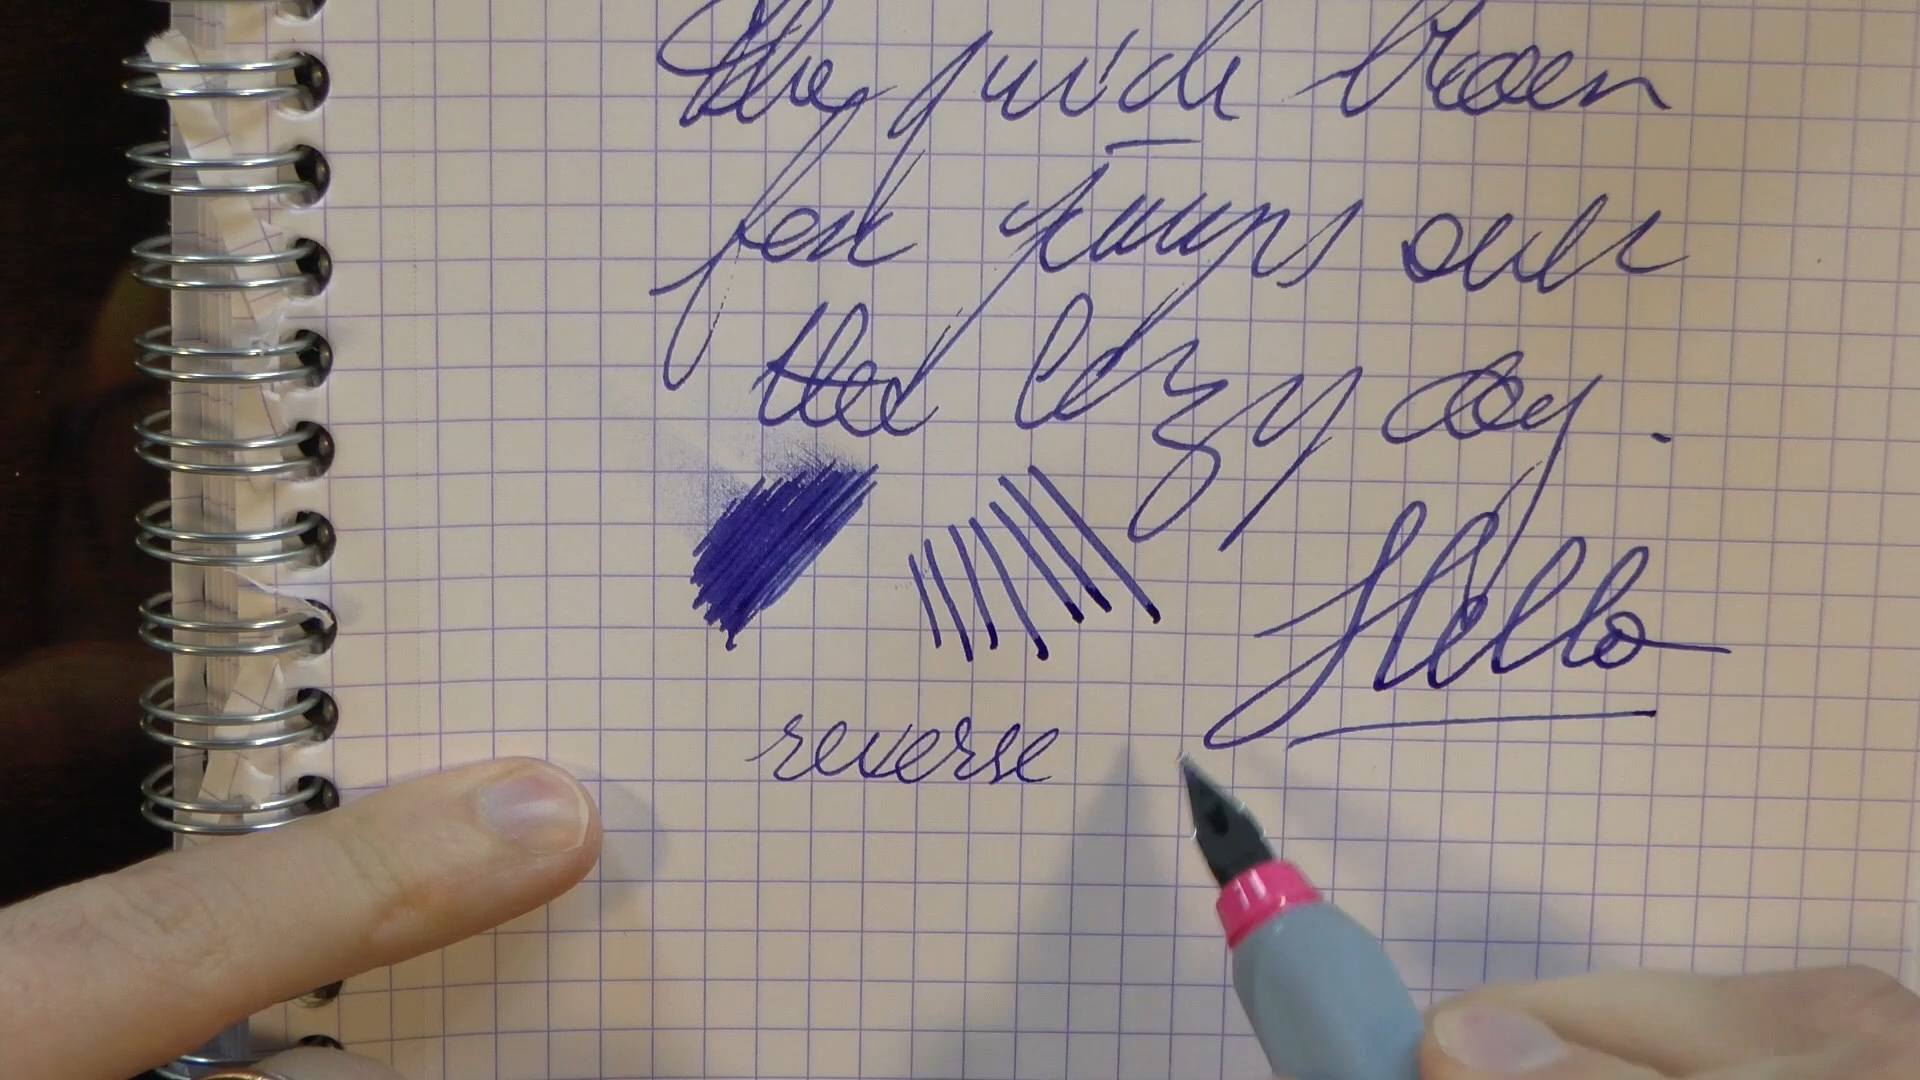 the quick brown
fox jumps over
the lazy dog.
Hello
reverse